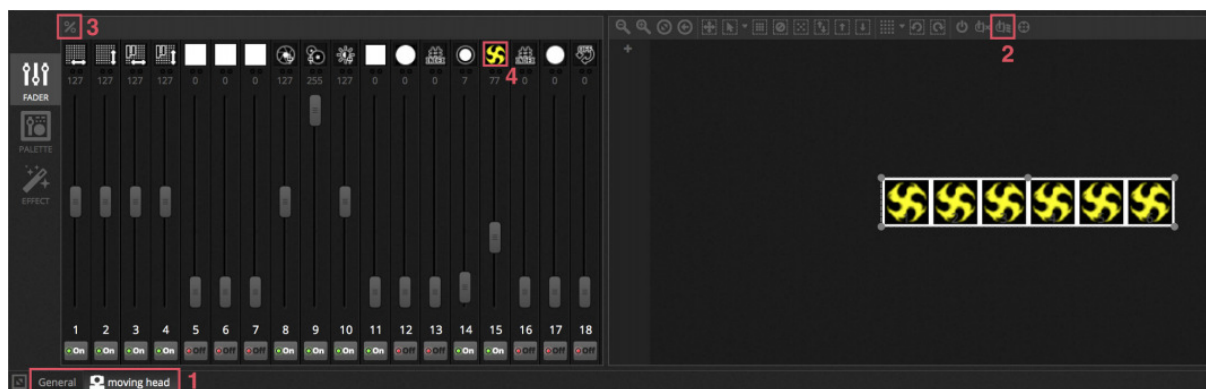 % 3
2
4
127 127 127 127 0 0 0 127 255 127 0 0 0 7 77 0 0 0
FADER
PALETTE
EFFECT
1 2 3 4 5 6 7 8 9 10 11 12 13 14 15 16 17 18
On On On On Off Off Off On On On Off Off Off On On Off Off Off
General moving head 1